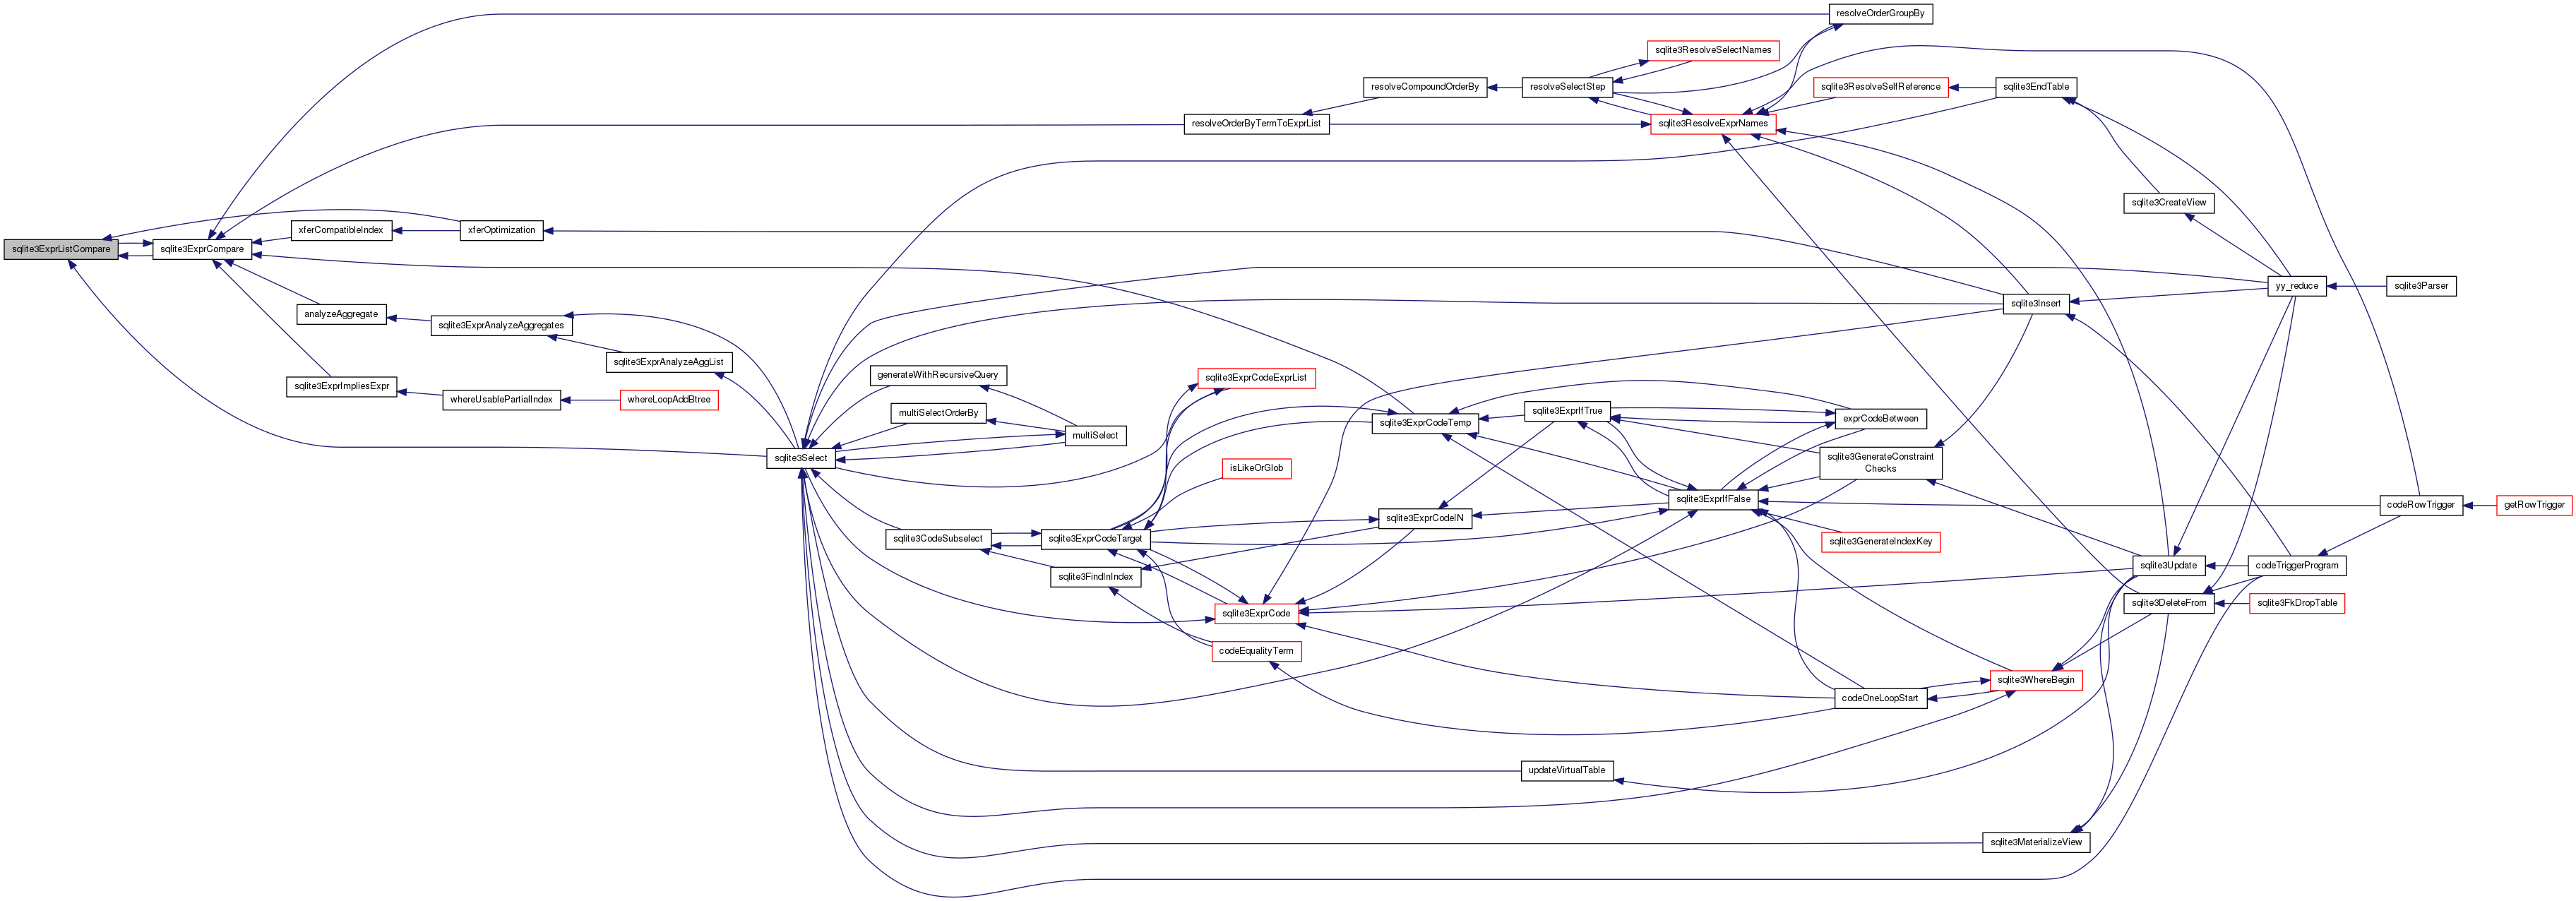 resolveOrderGroupBy
sqlite3ResolveSelectNames
resolveCompoundOrderBy
resolveSelectStep
sqlite3ResolveSelfReference
sqlite3EndTable
resolveOrderByTermToExprList
sqlite3ResolveExprNames
sqlite3CreateView
xferCompatibleIndex
xferOptimization
sqlite3ExprListCompare
sqlite3ExprCompare
yy_reduce
sqlite3Parser
sqlite3Insert
analyzeAggregate
sqlite3ExprAnalyzeAggregates
sqlite3ExprAnalyzeAggList
generateWithRecursiveQuery
sqlite3ExprCodeExprList
sqlite3ExprImpliesExpr
whereUsablePartialIndex
whereLoopAddBtree
multiSelectOrderBy
sqlite3ExprIfTrue
exprCodeBetween
sqlite3ExprCodeTemp
multiSelect
sqlite3Select
sqlite3GenerateConstraint
Checks
isLikeOrGlob
sqlite3ExprIfFalse
codeRowTrigger
getRowTrigger
sqlite3ExprCodeIN
sqlite3CodeSubselect
sqlite3ExprCodeTarget
sqlite3GenerateIndexKey
sqlite3Update
codeTriggerProgram
sqlite3FindInIndex
sqlite3DeleteFrom
sqlite3FkDropTable
sqlite3ExprCode
codeEqualityTerm
sqlite3WhereBegin
codeOneLoopStart
updateVirtualTable
sqlite3MaterializeView